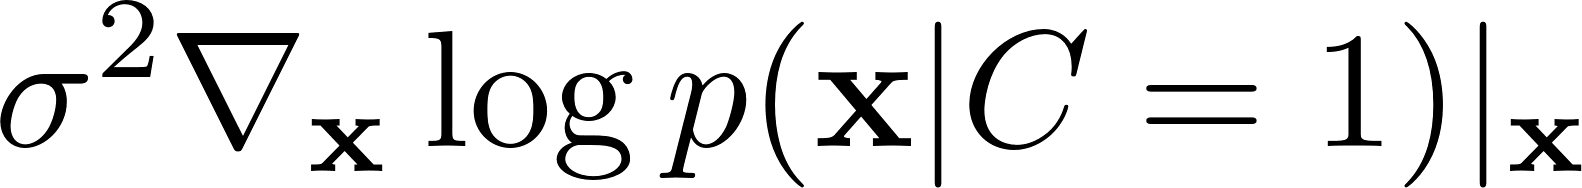 σ²∇ₓ log p(𝐱|C = 1)|ₓ